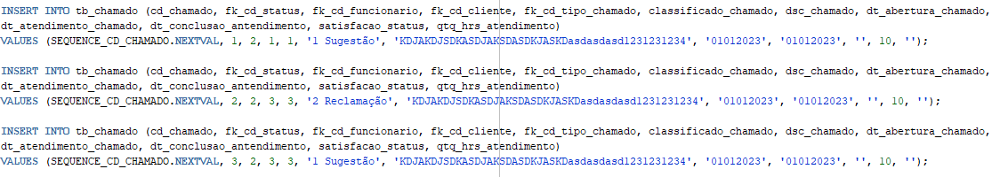 INSERT INTO tb_chamado (cd_chamado, fk_cd_status, fk_cd_funcionario, fk_cd_cliente, fk_cd_tipo_chamado, classificado_chamado, dsc_chamado, dt_abertura_chamado,
dt_atendimento_chamado, dt_conclusao_antendimento, satisfacao_status, qtq_hrs_atendimento)
VALUES (SEQUENCE_CD_CHAMADO.NEXTVAL, 1, 2, 1, 1, '1 Sugestão', 'KDJAKDJSDKASDJAKSDASDKJASKDasdasdasd1231231234', '01012023', '01012023', '', 10, '');
INSERT INTO tb_chamado (cd_chamado, fk_cd_status, fk_cd_funcionario, fk_cd_cliente, fk_cd_tipo_chamado, classificado_chamado, dsc_chamado, dt_abertura_chamado,
dt_atendimento_chamado, dt_conclusao_antendimento, satisfacao_status, qtq_hrs_atendimento)
VALUES (SEQUENCE_CD_CHAMADO.NEXTVAL, 2, 2, 3, 3, '2 Reclamação', 'KDJAKDJSDKASDJAKSDASDKJASKDasdasdasd1231231234', '01012023', '01012023', '', 10, '');
INSERT INTO tb_chamado (cd_chamado, fk_cd_status, fk_cd_funcionario, fk_cd_cliente, fk_cd_tipo_chamado, classificado_chamado, dsc_chamado, dt_abertura_chamado,
dt_atendimento_chamado, dt_conclusao_antendimento, satisfacao_status, qtq_hrs_atendimento)
VALUES (SEQUENCE_CD_CHAMADO.NEXTVAL, 3, 2, 3, 3, '1 Sugestão', 'KDJAKDJSDKASDJAKSDASDKJASKDasdasdasd1231231234', '01012023', '01012023', '', 10, '');